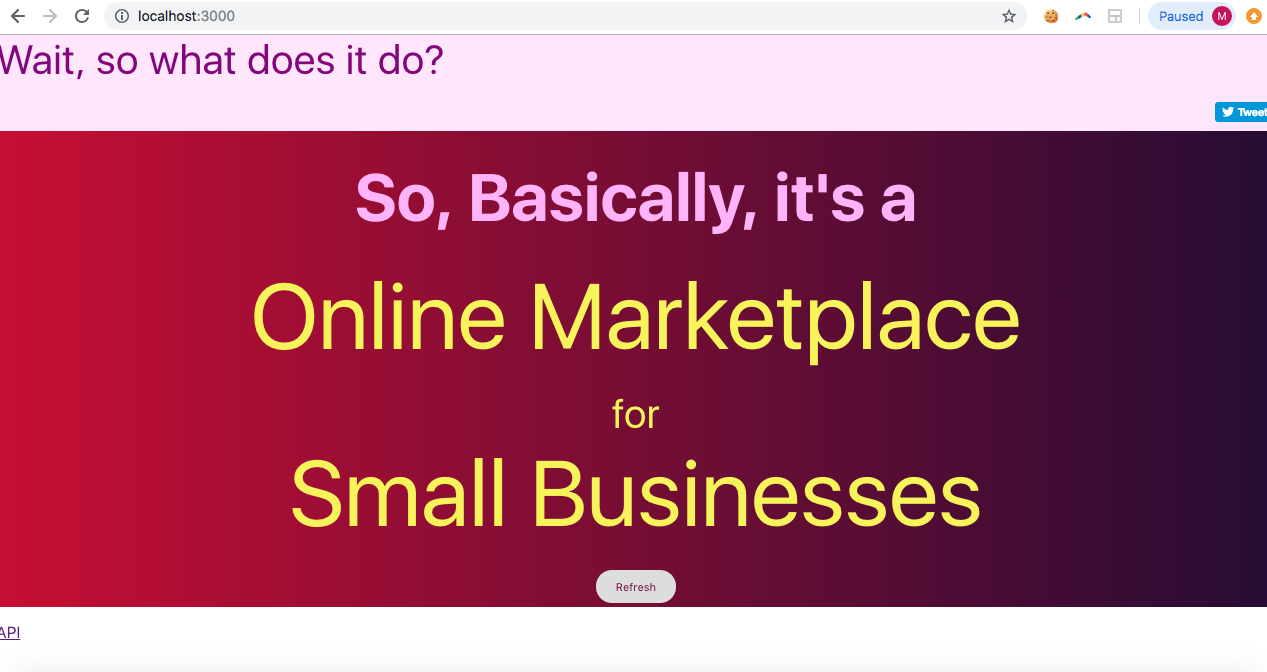 localhost:3000
Paused M
Wait, so what does it do?
Tweet
So, Basically, it's a
Online Marketplace
for
Small Businesses
Refresh
API